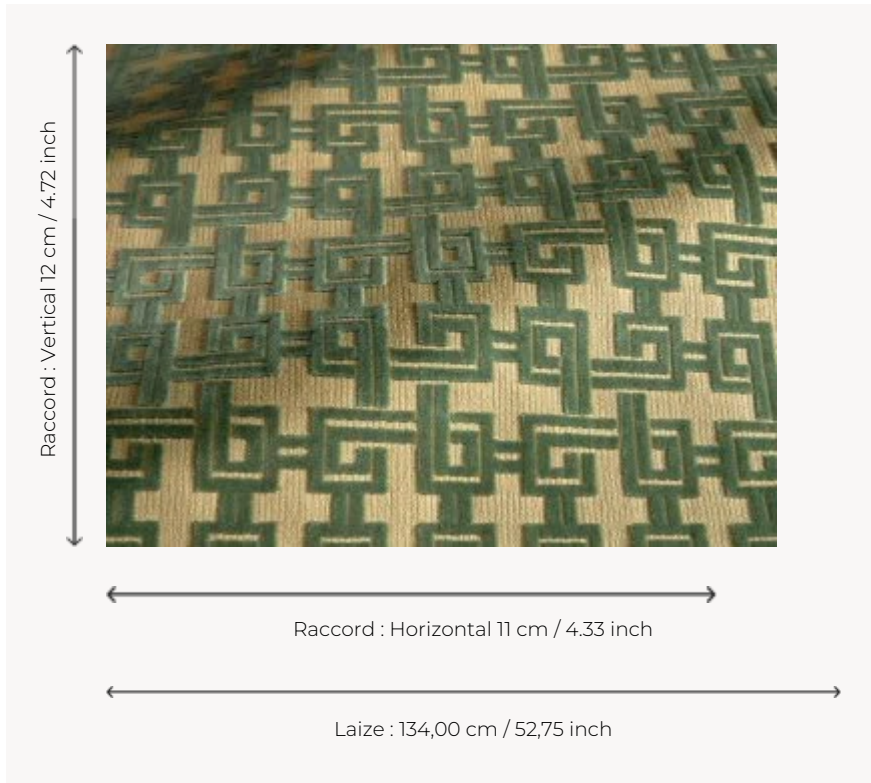 Raccord : Vertical 12 cm / 4.72 inch
Raccord : Horizontal 11 cm / 4.33 inch
Laize : 134,00 cm / 52,75 inch